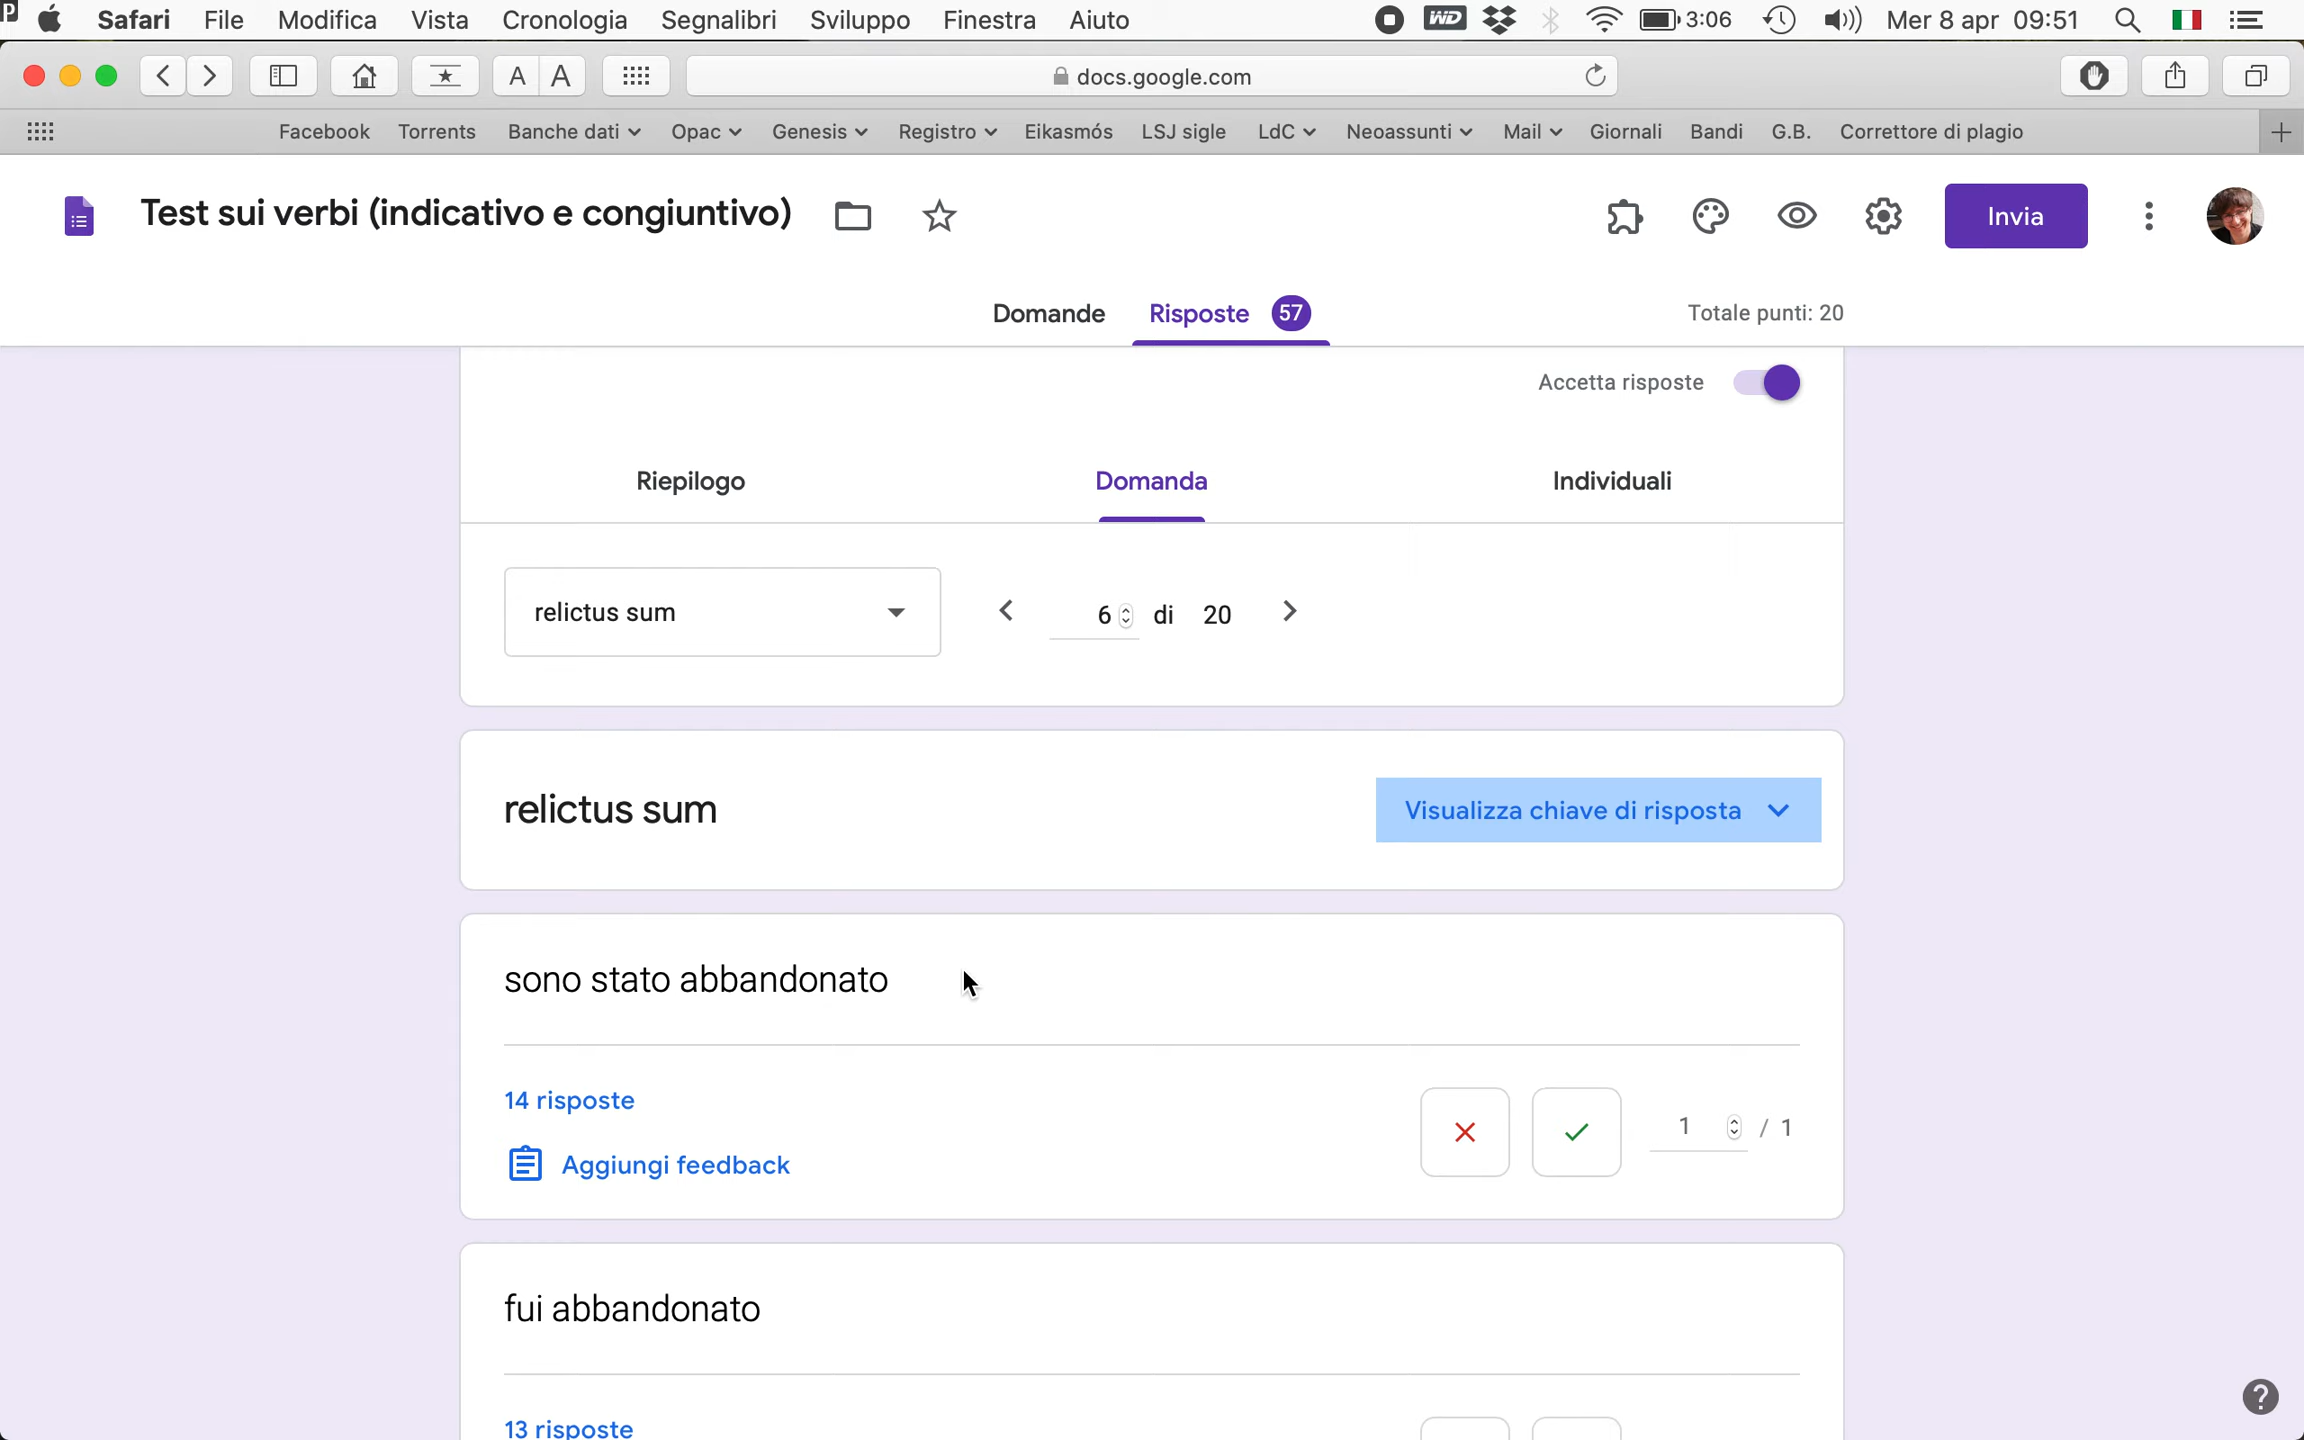 P Safari File Modifica Vista Cronologia Segnalibri Sviluppo Finestra Aiuto WD 3:06 Mer 8 apr 09:51
A A docs.google.com
Facebook Torrents Banche dati Opac Genesis Registro Eikasmós LSJ sigle LdC Neoassunti Mail Giornali Bandi G.B. Correttore di plagio
Test sui verbi (indicativo e congiuntivo) Invia
Domande Risposte 57 Totale punti: 20
Accetta risposte
Riepilogo Domanda Individuali
relictus sum 6 di 20
relictus sum Visualizza chiave di risposta
sono stato abbandonato
14 risposte
1 / 1
Aggiungi feedback
fui abbandonato
13 risposte